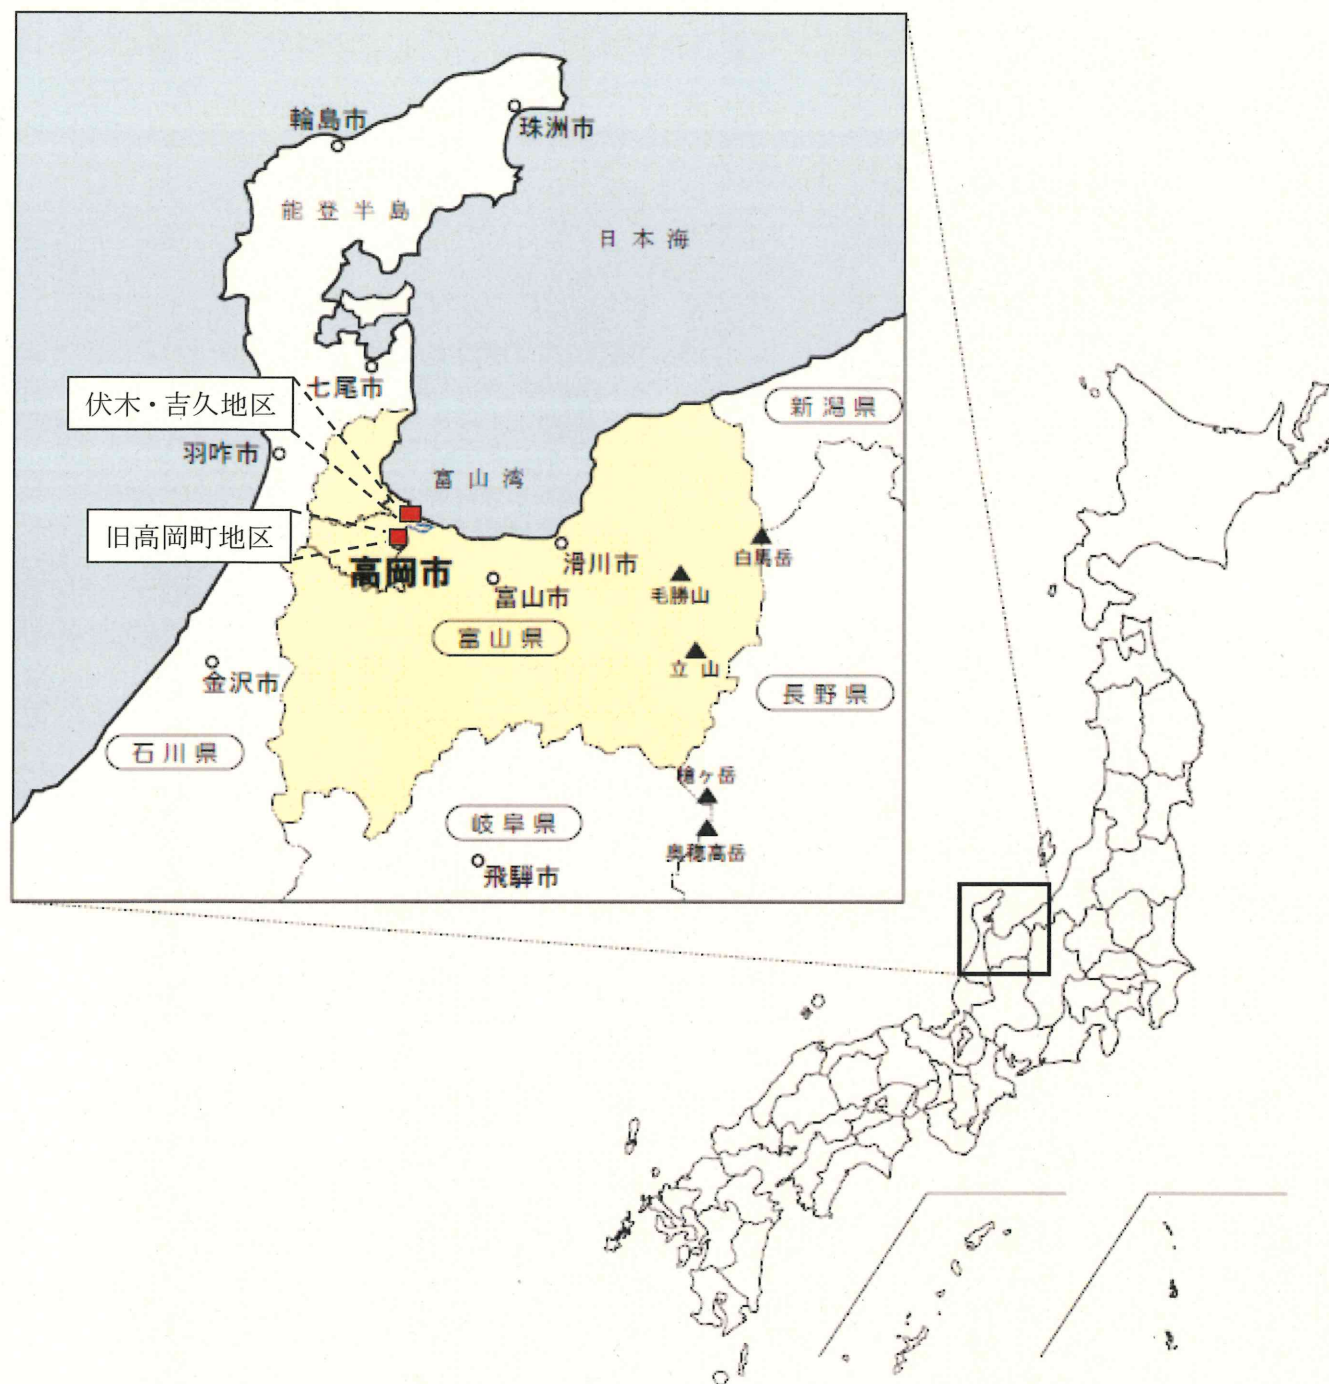 輪島市
珠洲市
能登半島
日本海
七尾市
伏木・吉久地区
新潟県
羽咋市
富山湾
旧高岡町地区
高岡市
滑川市
白馬岳
富山市
毛勝山
富山県
立山
金沢市
長野県
石川県
槍ヶ岳
岐阜県
奥穂高岳
飛騨市